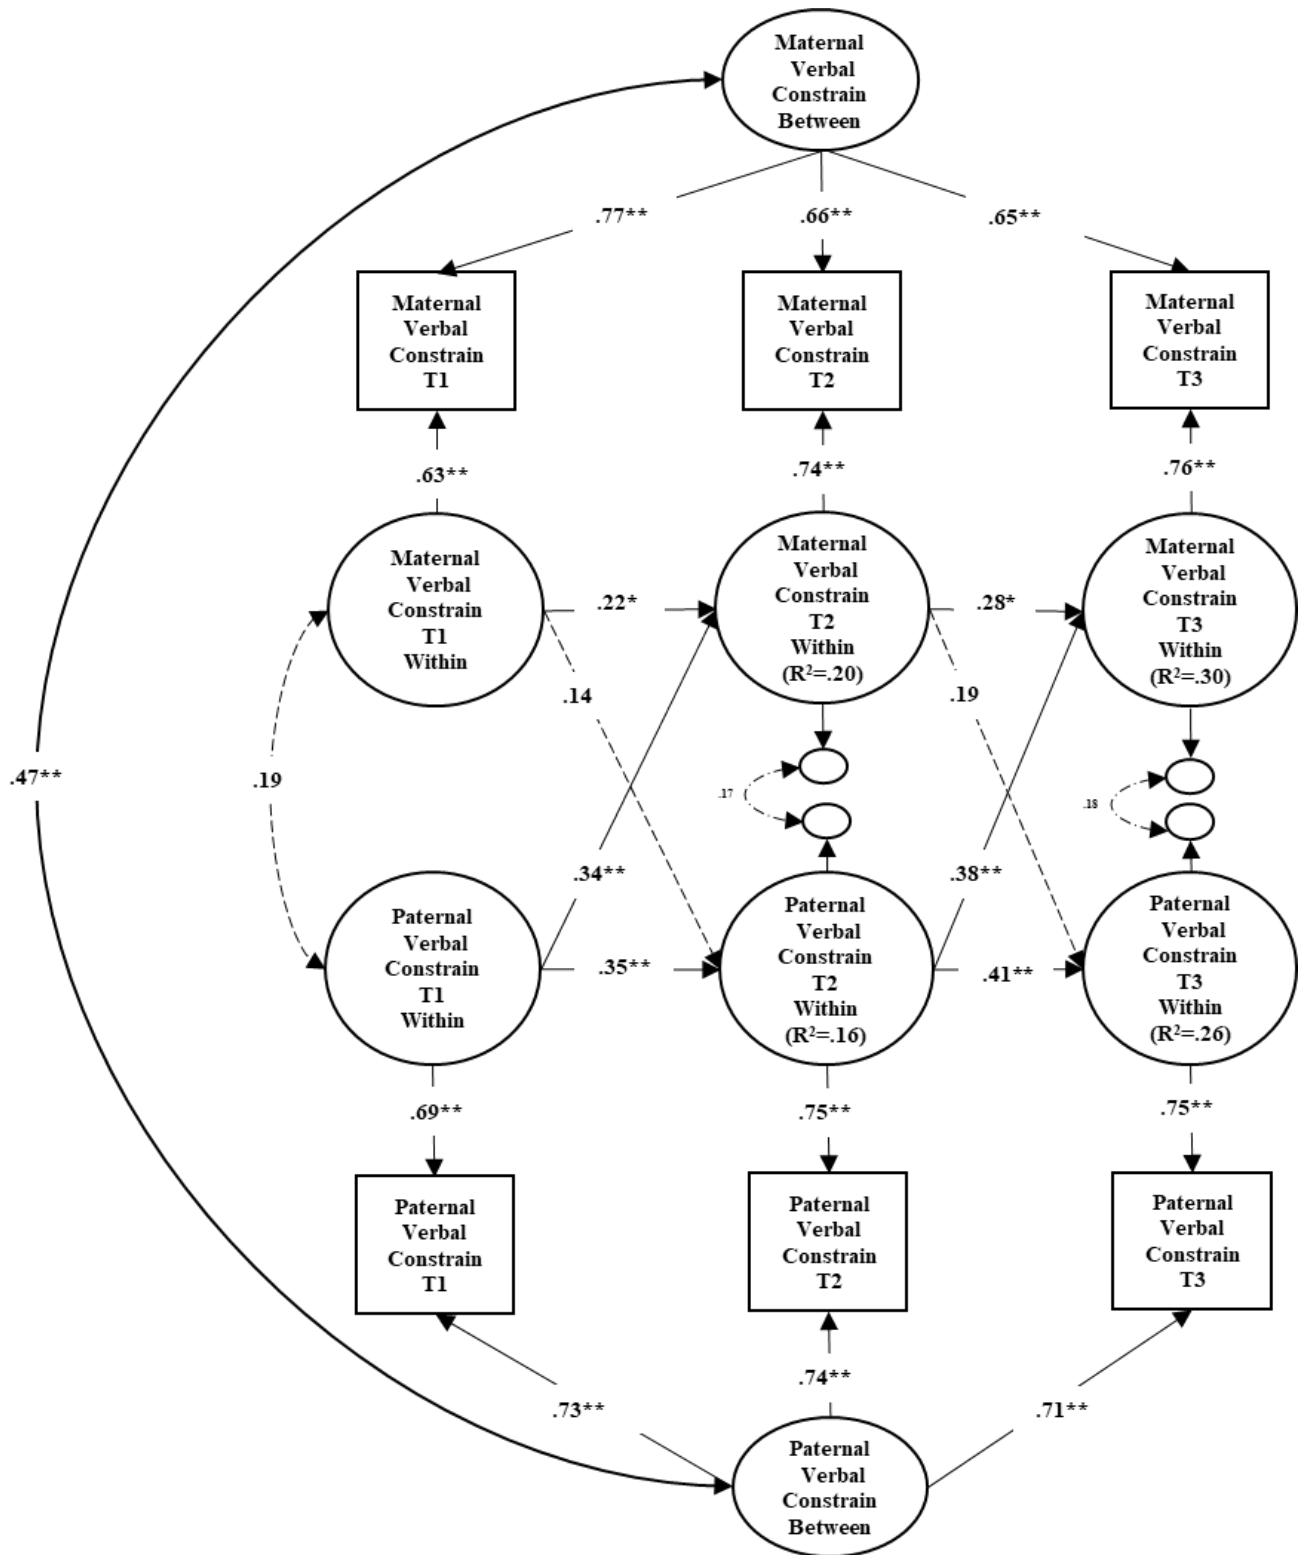 Maternal
Verbal
Constrain
Between
.77**
.66**
.65**
Maternal
Verbal
Constrain
T1
Maternal
Verbal
Constrain
T2
Maternal
Verbal
Constrain
T3
.63**
.74**
.76**
Maternal
Verbal
Constrain
T1
Within
.22*
Maternal
Verbal
Constrain
T2
Within
(R²=.20)
.28*
Maternal
Verbal
Constrain
T3
Within
(R²=.30)
.14
.19
.47**
.19
.17
.18
.34**
.38**
Paternal
Verbal
Constrain
T1
Within
.35**
Paternal
Verbal
Constrain
T2
Within
(R²=.16)
.41**
Paternal
Verbal
Constrain
T3
Within
(R²=.26)
.69**
.75**
.75**
Paternal
Verbal
Constrain
T1
Paternal
Verbal
Constrain
T2
Paternal
Verbal
Constrain
T3
.73**
.74**
.71**
Paternal
Verbal
Constrain
Between